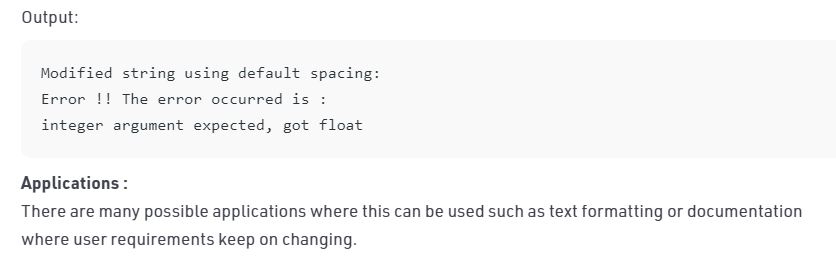 Output:
Modified string using default spacing:
Error !! The error occurred is :
integer argument expected, got float
Applications :
There are many possible applications where this can be used such as text formatting or documentation
where user requirements keep on changing.